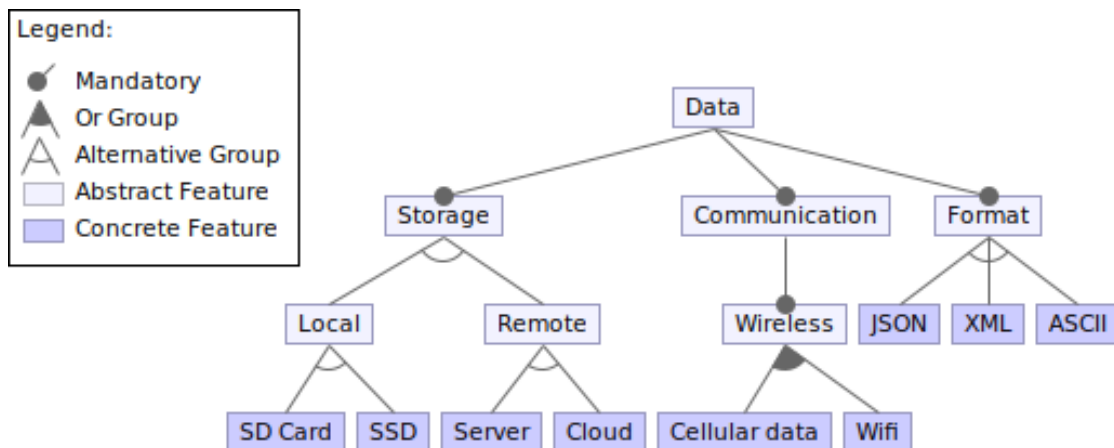 Legend:
Mandatory
Or Group
Alternative Group
Abstract Feature
Concrete Feature
Data
Storage
Communication
Format
Local
Remote
Wireless
JSON
XML
ASCII
SD Card
SSD
Server
Cloud
Cellular data
Wifi